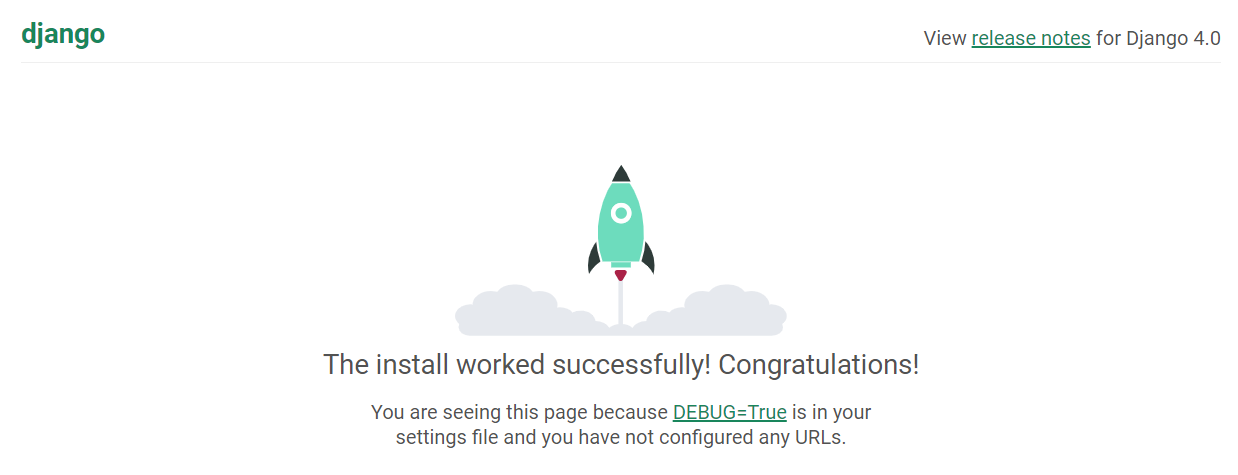 django
View release notes for Django 4.0
The install worked successfully! Congratulations!
You are seeing this page because DEBUG=True is in your
settings file and you have not configured any URLs.